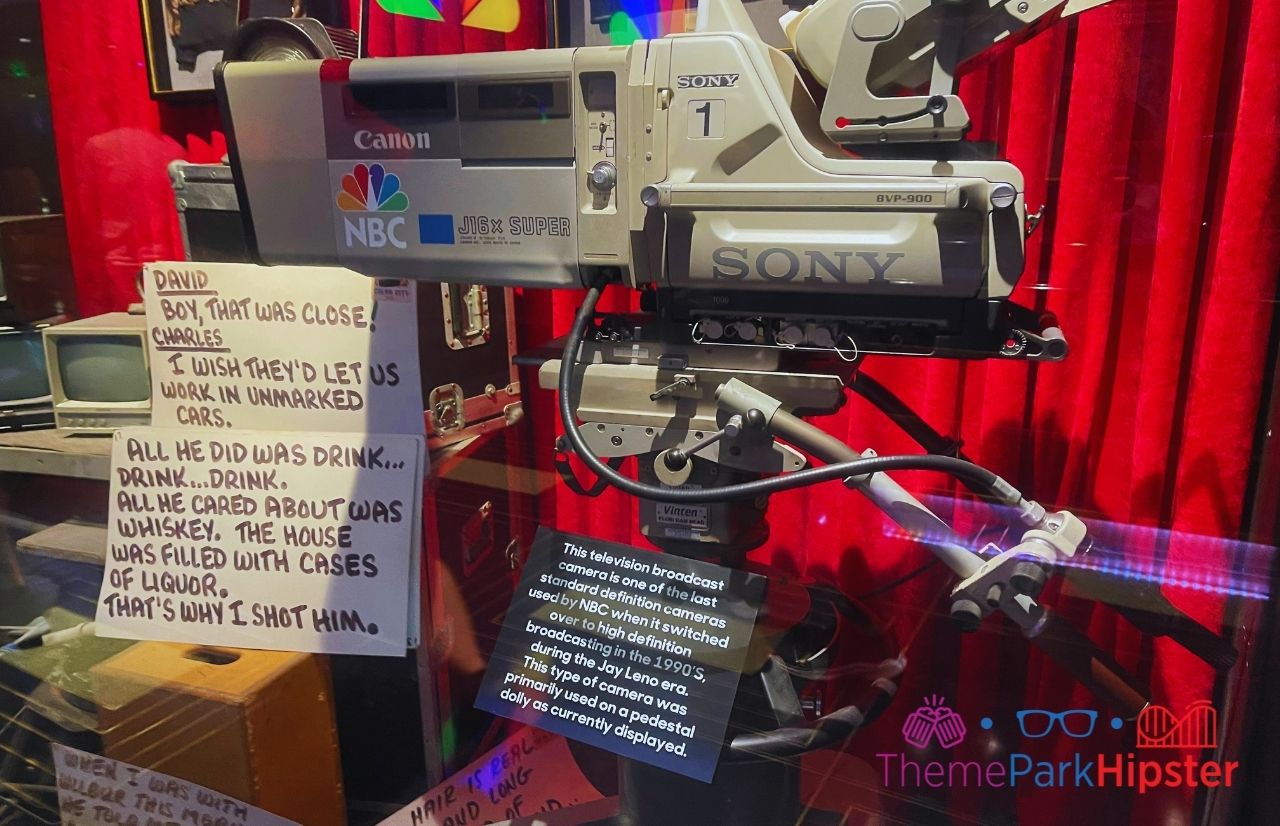 Canon
NBC
J16x SUPER
SONY
1
BVP-900
SONY
DAVID
BOY, THAT WAS CLOSE!
CHARLES
I WISH THEY'D LET US
WORK IN UNMARKED
CARS.
ALL HE DID WAS DRINK...
DRINK...DRINK.
ALL HE CARED ABOUT WAS
WHISKEY. THE HOUSE
WAS FILLED WITH CASES
OF LIQUOR.
THAT'S WHY I SHOT HIM.
Vinten
This television broadcast
camera is one of the last
standard definition cameras
used by NBC when it switched
over to high definition
broadcasting in the 1990'S,
during the Jay Leno era.
This type of camera was
primarily used on a pedestal
dolly as currently displayed.
WHEN I WAS WITH
THIS
HE TOLD
HAIR IS REAL
AND LONG
OF
ThemeParkHipster